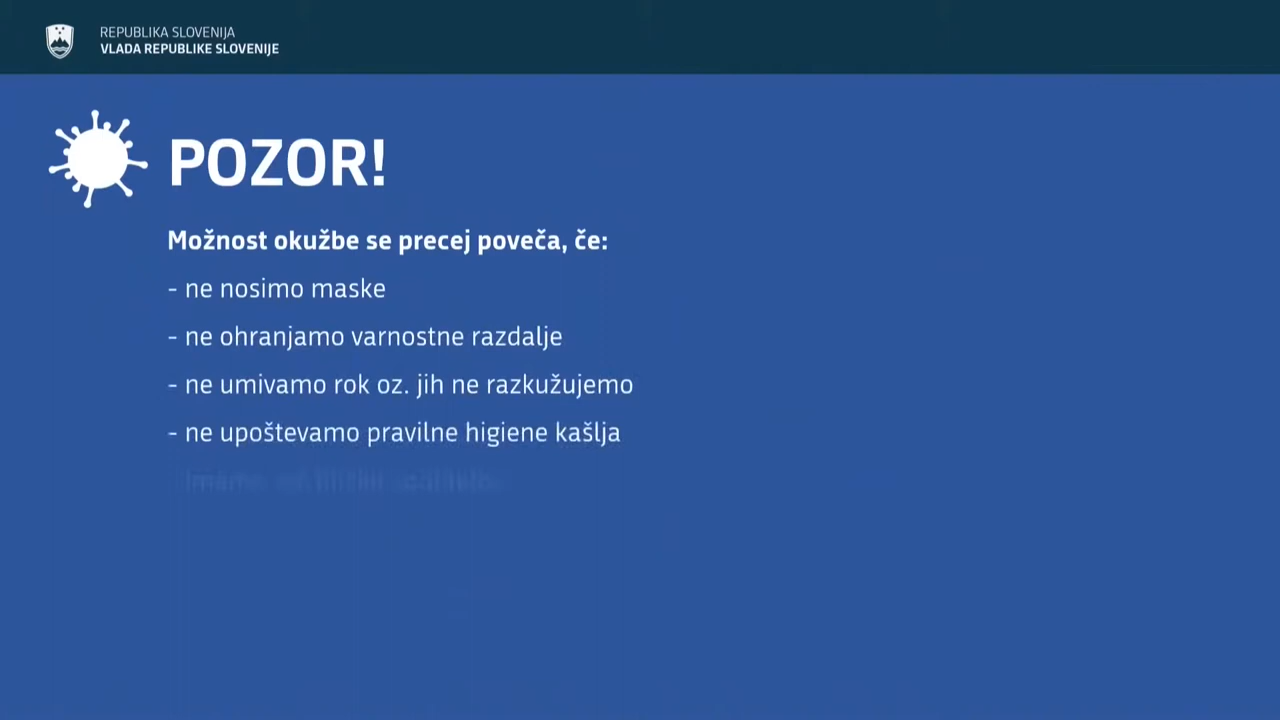 REPUBLIKA SLOVENIJA
VLADA REPUBLIKE SLOVENIJE
POZOR!
Možnost okužbe se precej poveča, če:
- ne nosimo maske
- ne ohranjamo varnostne razdalje
- ne umivamo rok oz. jih ne razkužujemo
- ne upoštevamo pravilne higiene kašlja